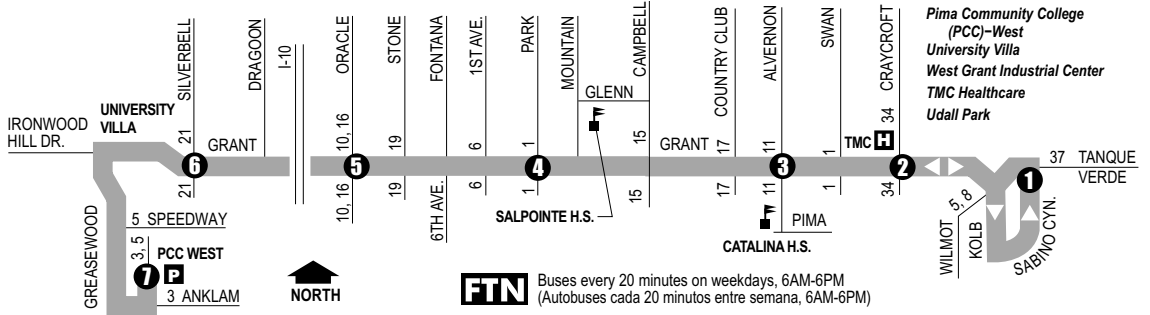 SILVERBELL
DRAGOON
I-10
ORACLE
STONE
FONTANA
1ST AVE.
PARK
MOUNTAIN
CAMPBELL
COUNTRY CLUB
ALVERNON
SWAN
CRAYCROFT
Pima Community College
(PCC)–West
University Villa
West Grant Industrial Center
TMC Healthcare
Udall Park
UNIVERSITY
VILLA
IRONWOOD
HILL DR.
GLENN
21
GRANT
10, 16
19
6
1
15
GRANT
17
11
1
TMC H
34
6
5
4
3
2
1
37 TANQUE
VERDE
21
10, 16
19
6TH AVE.
6
1
SALPOINTE H.S.
15
17
11
PIMA
CATALINA H.S.
1
34
5, 8
WILMOT
KOLB
SABINO CYN.
GREASEWOOD
5 SPEEDWAY
3, 5
PCC WEST
7
P
3 ANKLAM
NORTH
FTN
Buses every 20 minutes on weekdays, 6AM-6PM
(Autobuses cada 20 minutos entre semana, 6AM-6PM)